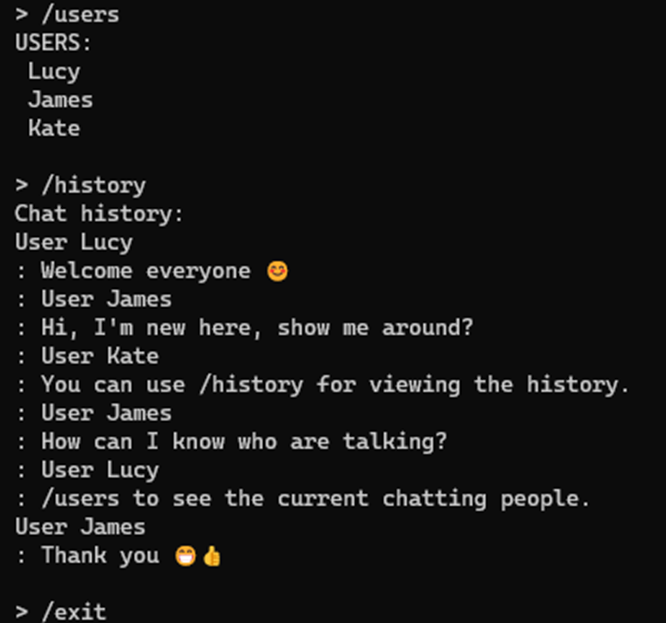 > /users
USERS:
Lucy
James
Kate
> /history
Chat history:
User Lucy
: Welcome everyone 😊
: User James
: Hi, I'm new here, show me around?
: User Kate
: You can use /history for viewing the history.
: User James
: How can I know who are talking?
: User Lucy
: /users to see the current chatting people.
User James
: Thank you 😁👍
> /exit